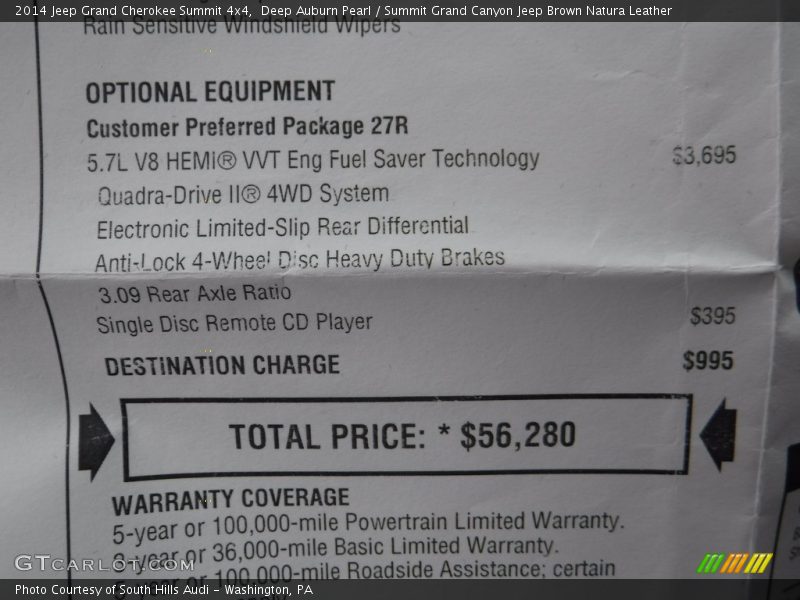 2014 Jeep Grand Cherokee Summit 4x4, Deep Auburn Pearl / Summit Grand Canyon Jeep Brown Natura Leather
Rain Sensitive Windshield Wipers
OPTIONAL EQUIPMENT
Customer Preferred Package 27R
5.7L V8 HEMI® VVT Eng Fuel Saver Technology $3,695
Quadra-Drive II® 4WD System
Electronic Limited-Slip Rear Differential
Anti-Lock 4-Wheel Disc Heavy Duty Brakes
3.09 Rear Axle Ratio
Single Disc Remote CD Player $395
DESTINATION CHARGE $995
TOTAL PRICE: * $56,280
WARRANTY COVERAGE
5-year or 100,000-mile Powertrain Limited Warranty.
3-year or 36,000-mile Basic Limited Warranty.
5-year or 100,000-mile Roadside Assistance; certain
GTcarlot.com
Photo Courtesy of South Hills Audi - Washington, PA